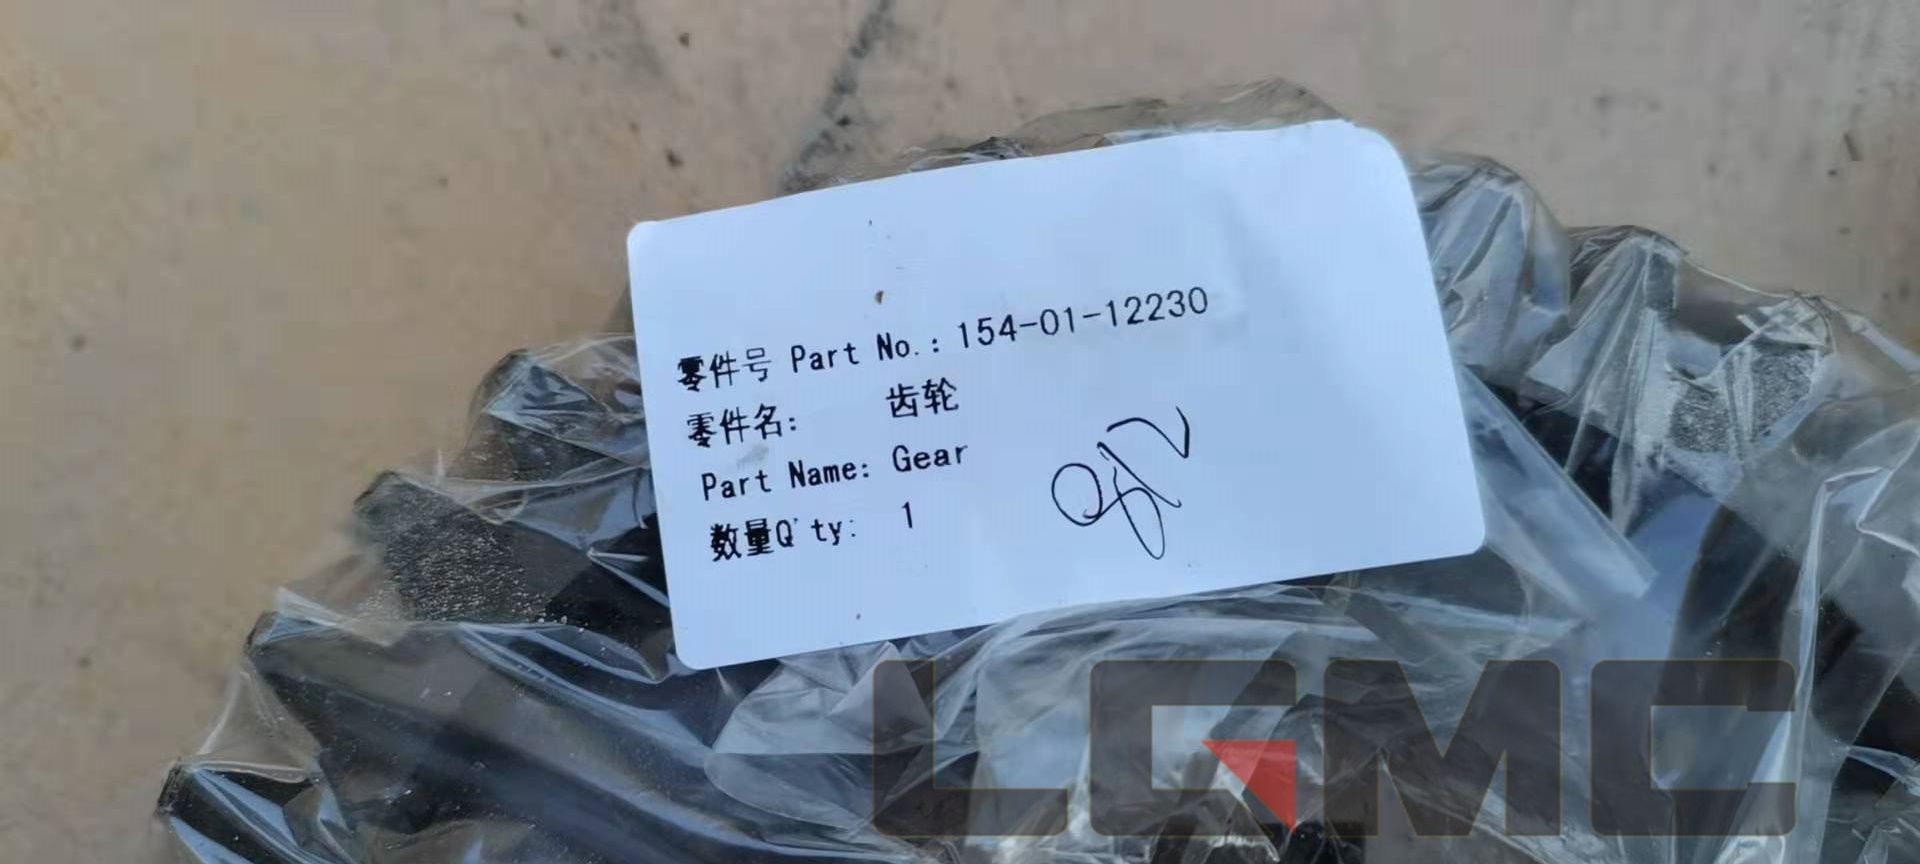 零件号 Part No.: 154-01-12230
零件名: 齿轮
Part Name: Gear
数量Q'ty: 1
LGMC